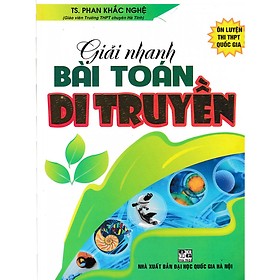 TS. PHAN KHẮC NGHỆ
(Giáo viên Trường THPT chuyên Hà Tĩnh)
ÔN LUYỆN
THI THPT
QUỐC GIA
Giải nhanh
BÀI TOÁN
DI TRUYỀN
NHÀ XUẤT BẢN ĐẠI HỌC QUỐC GIA HÀ NỘI